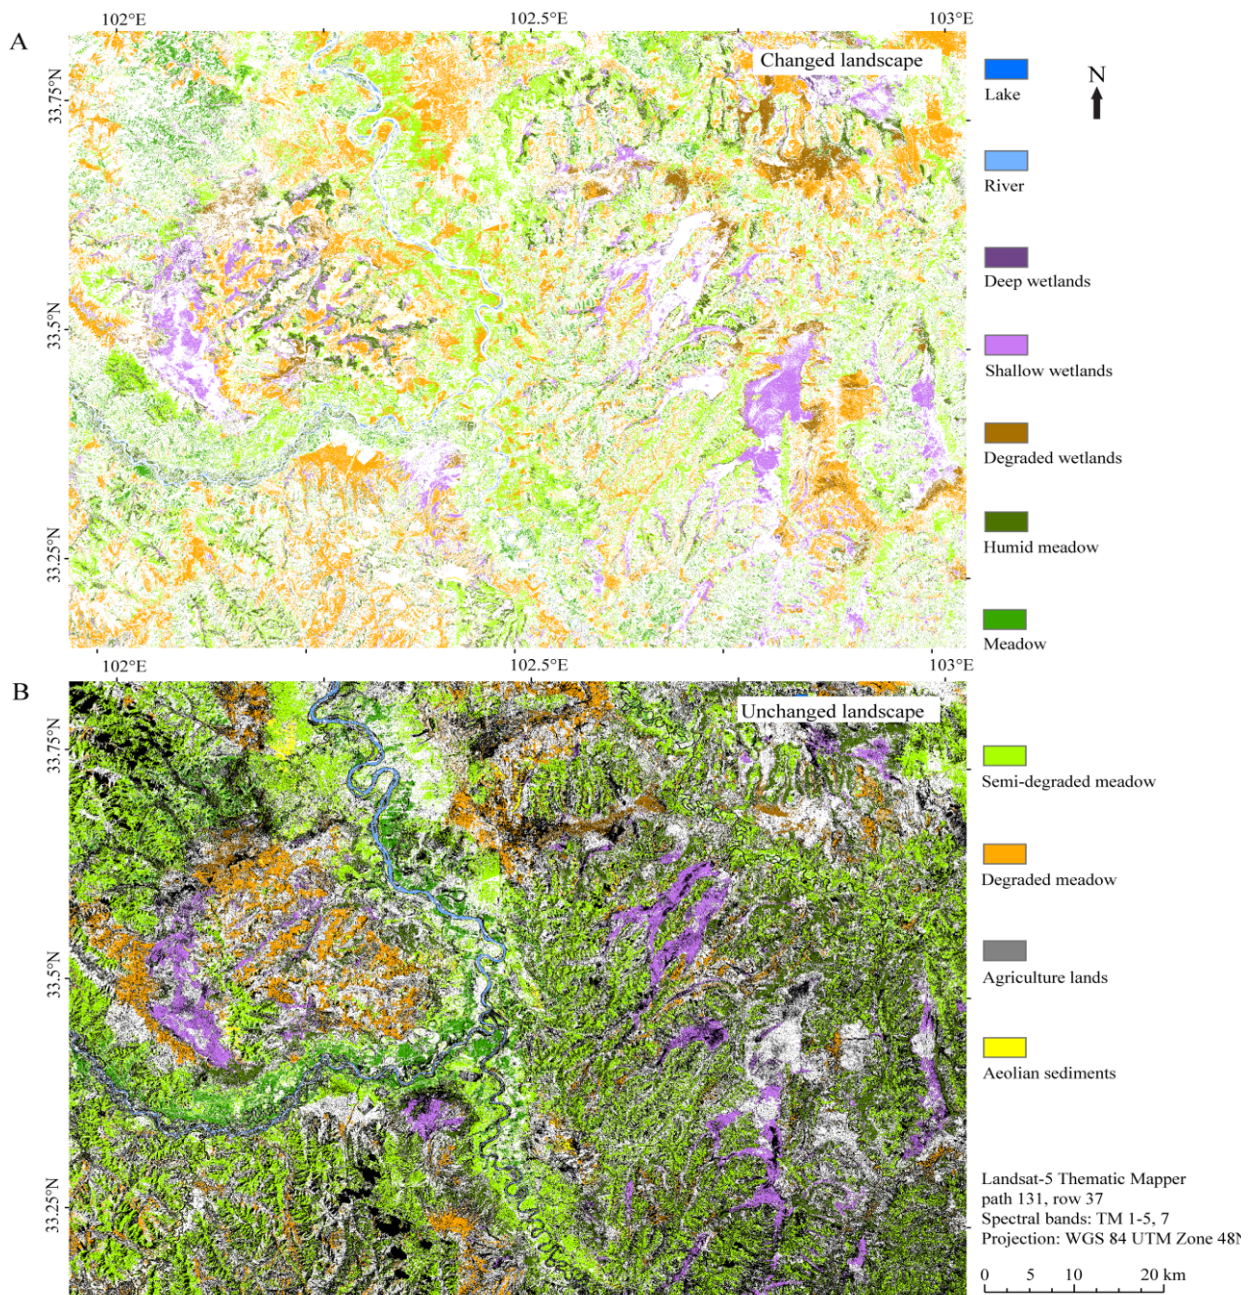 102°E 102.5°E 103°E
A
Changed landscape
33.75°N
33.5°N
33.25°N
Lake
N
River
Deep wetlands
Shallow wetlands
Degraded wetlands
Humid meadow
Meadow
102°E 102.5°E 103°E
B
Unchanged landscape
33.75°N
33.5°N
33.25°N
Semi-degraded meadow
Degraded meadow
Agriculture lands
Aeolian sediments
Landsat-5 Thematic Mapper
path 131, row 37
Spectral bands: TM 1-5, 7
Projection: WGS 84 UTM Zone 48N
0 5 10 20 km